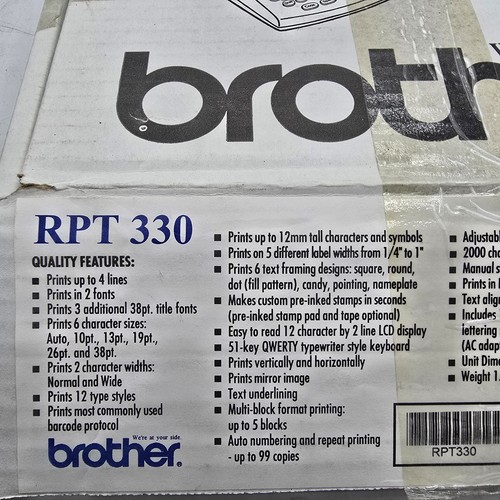 broth
RPT 330
QUALITY FEATURES:
Prints up to 4 lines
Prints in 2 fonts
Prints 3 additional 38pt. title fonts
Prints 6 character sizes:
Auto, 10pt., 13pt., 19pt.,
26pt. and 38pt.
Prints 2 character widths:
Normal and Wide
Prints 12 type styles
Prints most commonly used
barcode protocol
We're at your side.
brother.
Prints up to 12mm tall characters and symbols
Prints on 5 different label widths from 1/4" to 1"
Prints 6 text framing designs: square, round,
dot (fill pattern), candy, pointing, nameplate
Makes custom pre-inked stamps in seconds
(pre-inked stamp pad and tape optional)
Easy to read 12 character by 2 line LCD display
51-key QWERTY typewriter style keyboard
Prints vertically and horizontally
Prints mirror image
Text underlining
Multi-block format printing:
up to 5 blocks
Auto numbering and repeat printing
- up to 99 copies
Adjustabl
2000 cha
Manual s
Prints in
Text align
Includes
lettering
(AC adap
Unit Dime
Weight 1.
RPT330